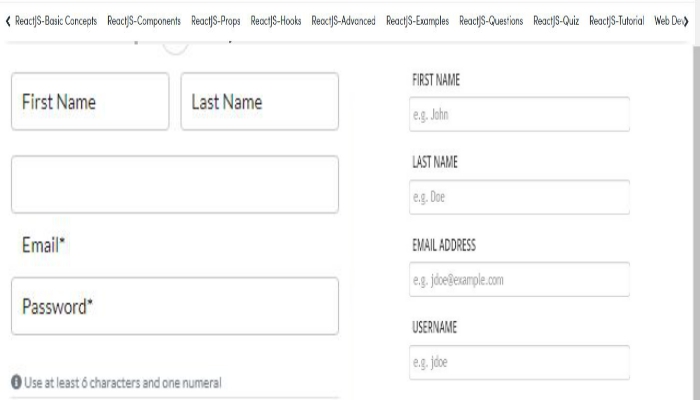 ReactJS-Basic Concepts ReactJS-Components ReactJS-Props ReactJS-Hooks ReactJS-Advanced ReactJS-Examples ReactJS-Questions ReactJS-Quiz ReactJS-Tutorial Web Dev
First Name
Last Name
Email*
Password*
Use at least 6 characters and one numeral
FIRST NAME
e.g. John
LAST NAME
e.g. Doe
EMAIL ADDRESS
e.g. jdoe@example.com
USERNAME
e.g. jdoe